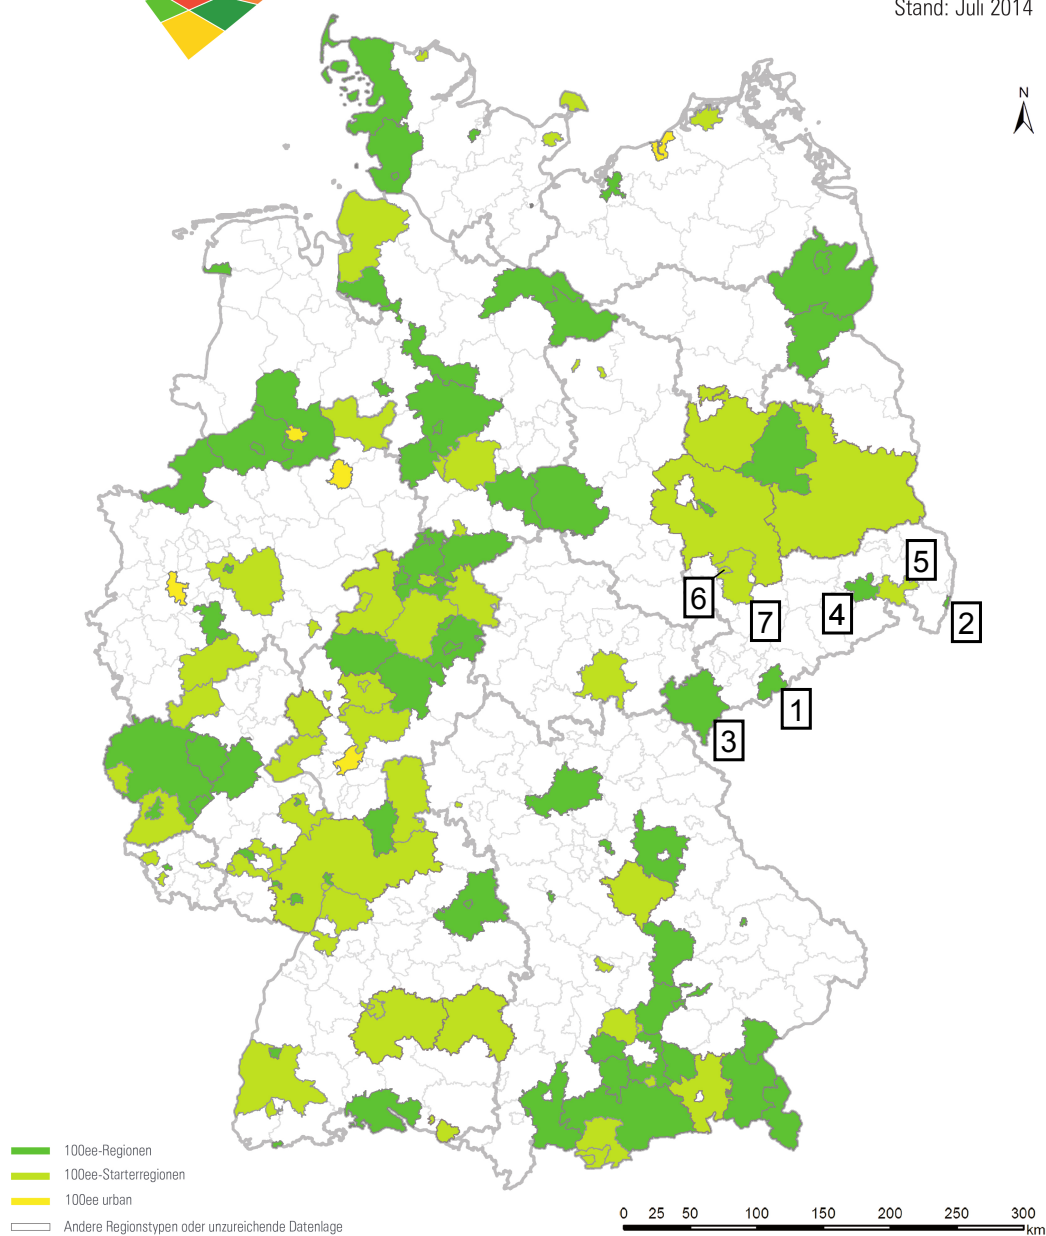 Stand: Juli 2014
N
5
6
7
4
2
1
3
100ee-Regionen
100ee-Starterregionen
100ee urban
Andere Regionstypen oder unzureichende Datenlage
0 25 50 100 150 200 250 300
km